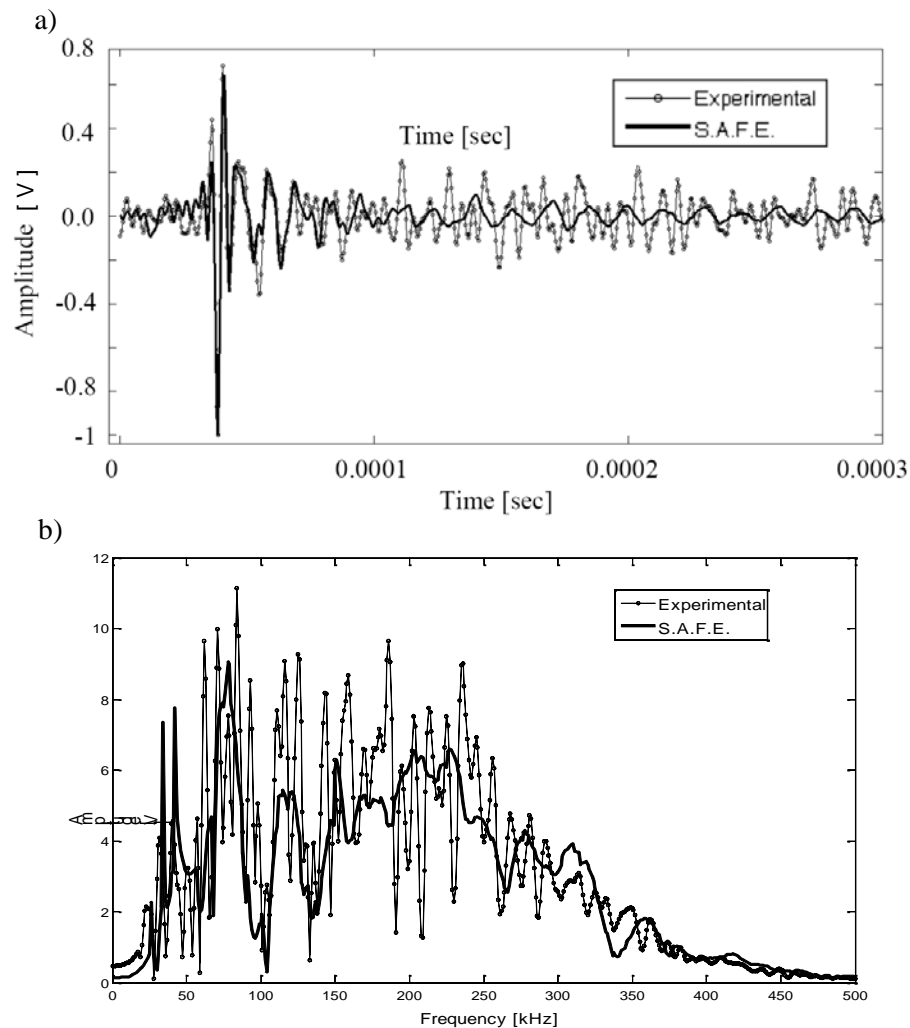 a)
0.8
0.4
0.0
-0.4
-0.8
-1
Amplitude [ V ]
Experimental
S.A.F.E.
Time [sec]
0 0.0001 0.0002 0.0003
Time [sec]
b)
12
10
8
6
4
2
0
Experimental
S.A.F.E.
0 50 100 150 200 250 300 350 400 450 500
Frequency [kHz]